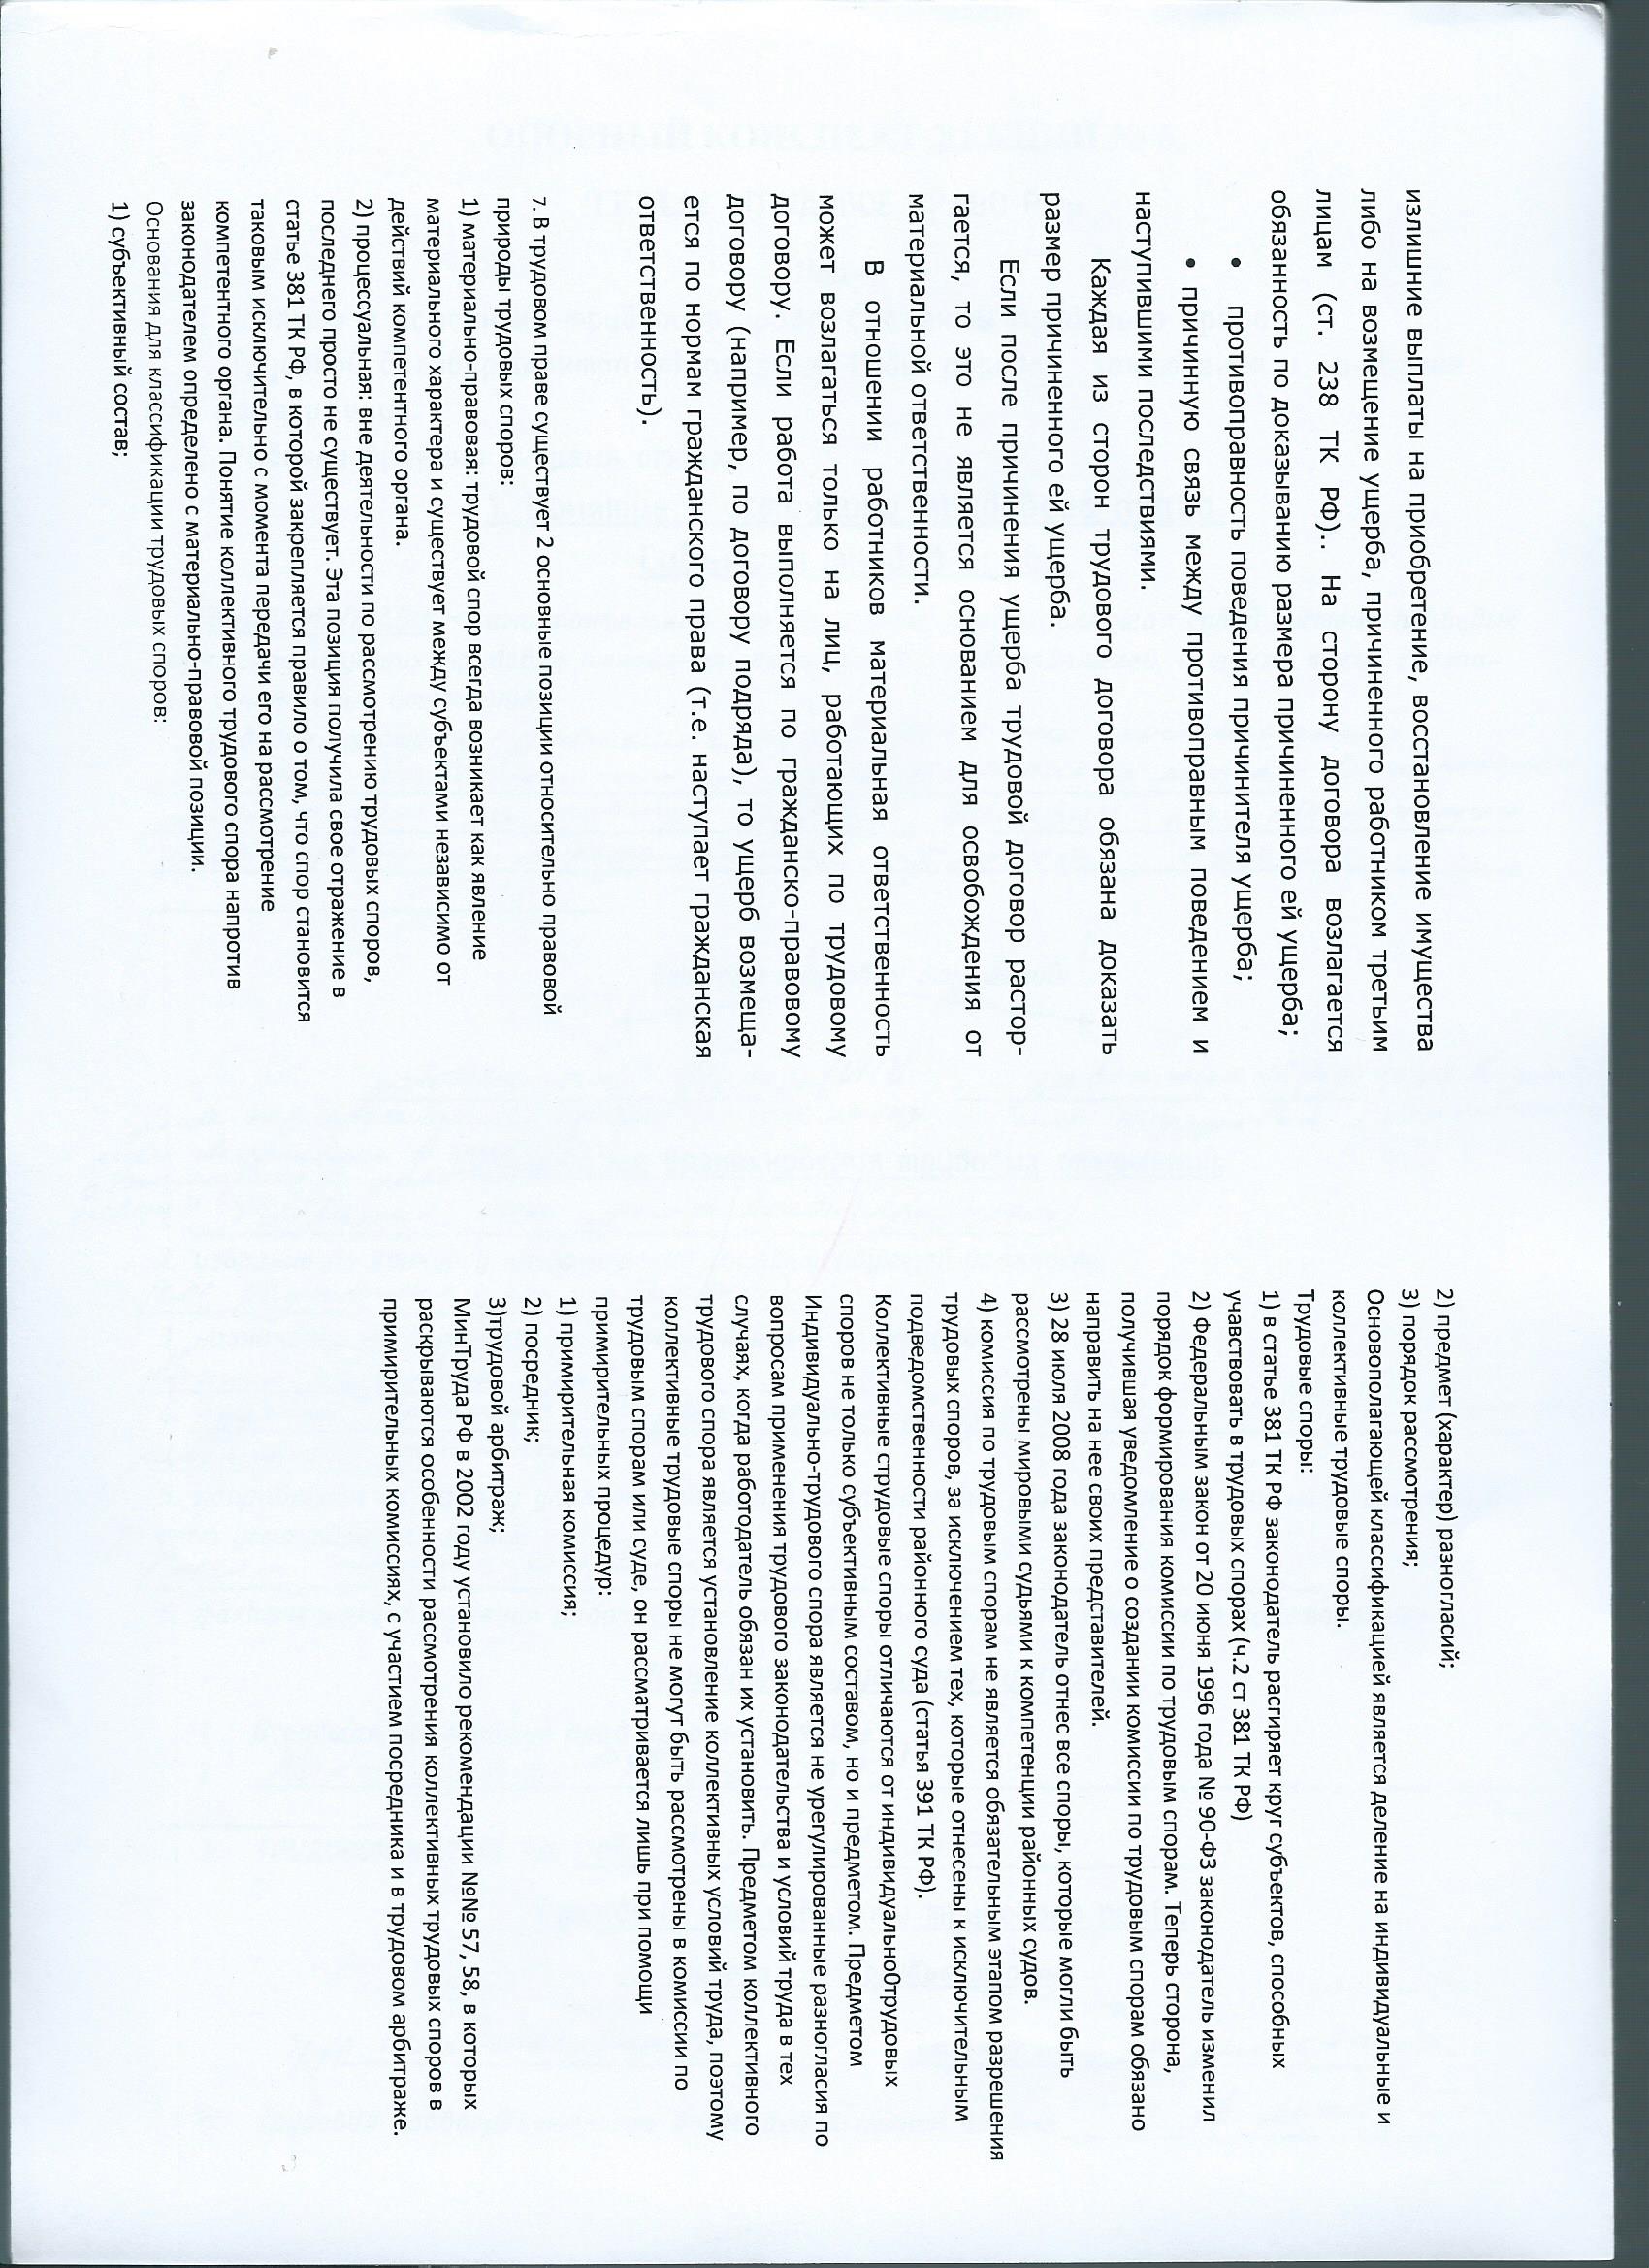 излишние выплаты на приобретение, восстановление имущества
либо на возмещение ущерба, причиненного работником третьим
лицам (ст. 238 ТК РФ).. На сторону договора возлагается
обязанность по доказыванию размера причиненного ей ущерба;
• противоправность поведения причинителя ущерба;
• причинную связь между противоправным поведением и
наступившими последствиями.
Каждая из сторон трудового договора обязана доказать
размер причиненного ей ущерба.
Если после причинения ущерба трудовой договор растор-
гается, то это не является основанием для освобождения от
материальной ответственности.
В отношении работников материальная ответственность
может возлагаться только на лиц, работающих по трудовому
договору. Если работа выполняется по гражданско-правовому
договору (например, по договору подряда), то ущерб возмеща-
ется по нормам гражданского права (т.е. наступает гражданская
ответственность).
7. В трудовом праве существует 2 основные позиции относительно правовой
природы трудовых споров:
1) материально-правовая: трудовой спор всегда возникает как явление
материального характера и существует между субъектами независимо от
действий компетентного органа.
2) процессуальная: вне деятельности по рассмотрению трудовых споров,
последнего просто не существует. Эта позиция получила свое отражение в
статье 381 ТК РФ, в которой закрепляется правило о том, что спор становится
таковым исключительно с момента передачи его на рассмотрение
компетентного органа. Понятие коллективного трудового спора напротив
законодателем определено с материально-правовой позиции.
Основания для классификации трудовых споров:
1) субъективный состав;
2) предмет (характер) разногласий;
3) порядок рассмотрения;
Основополагающей классификацией является деление на индивидуальные и
коллективные трудовые споры.
Трудовые споры:
1) в статье 381 ТК РФ законодатель расгиряет круг субъектов, способных
учавствовать в трудовых спорах (ч.2 ст 381 ТК РФ)
2) Федеральным закон от 20 июня 1996 года № 90-ФЗ законодатель изменил
порядок формирования комиссии по трудовым спорам. Теперь сторона,
получившая уведомление о создании комиссии по трудовым спорам обязано
направить на нее своих представителей.
3) 28 июля 2008 года законодатель отнес все споры, которые могли быть
рассмотрены мировыми судьями к компетенции районных судов.
4) комиссия по трудовым спорам не является обязательным этапом разрешения
трудовых споров, за исключением тех, которые отнесены к исключительным
подведомственности районного суда (статья 391 ТК РФ).
Коллективные струдовые споры отличаются от индивидуально0трудовых
споров не только субъективным составом, но и предметом. Предметом
Индивидуально-трудового спора является не урегулированные разногласия по
вопросам применения трудового законодательства и условий труда в тех
случаях, когда работодатель обязан их установить. Предметом коллективного
трудового спора является установление коллективных условий труда, поэтому
коллективные трудовые споры не могут быть рассмотрены в комиссии по
трудовым спорам или суде, он рассматривается лишь при помощи
примирительных процедур:
1) примирительная комиссия;
2) посредник;
3)трудовой арбитраж;
МинТруда РФ в 2002 году установило рекомендации №№ 57, 58, в которых
раскрываются особенности рассмотрения коллективных трудовых споров в
примирительных комиссиях, с участием посредника и в трудовом арбитраже.